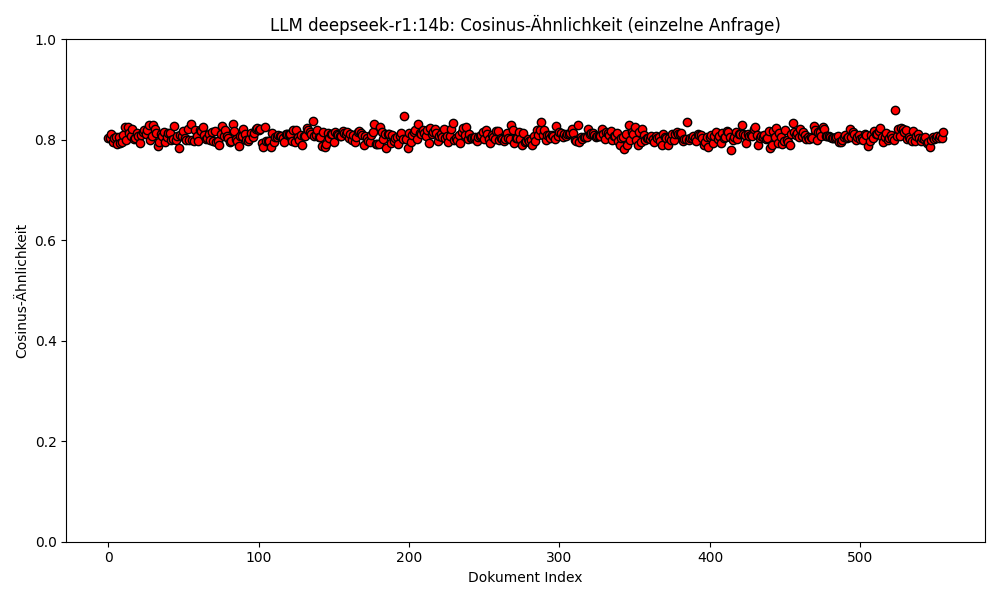 LLM deepseek-r1:14b: Cosinus-Ähnlichkeit (einzelne Anfrage)
Cosinus-Ähnlichkeit
1.0
0.8
0.6
0.4
0.2
0.0
0 100 200 300 400 500
Dokument Index